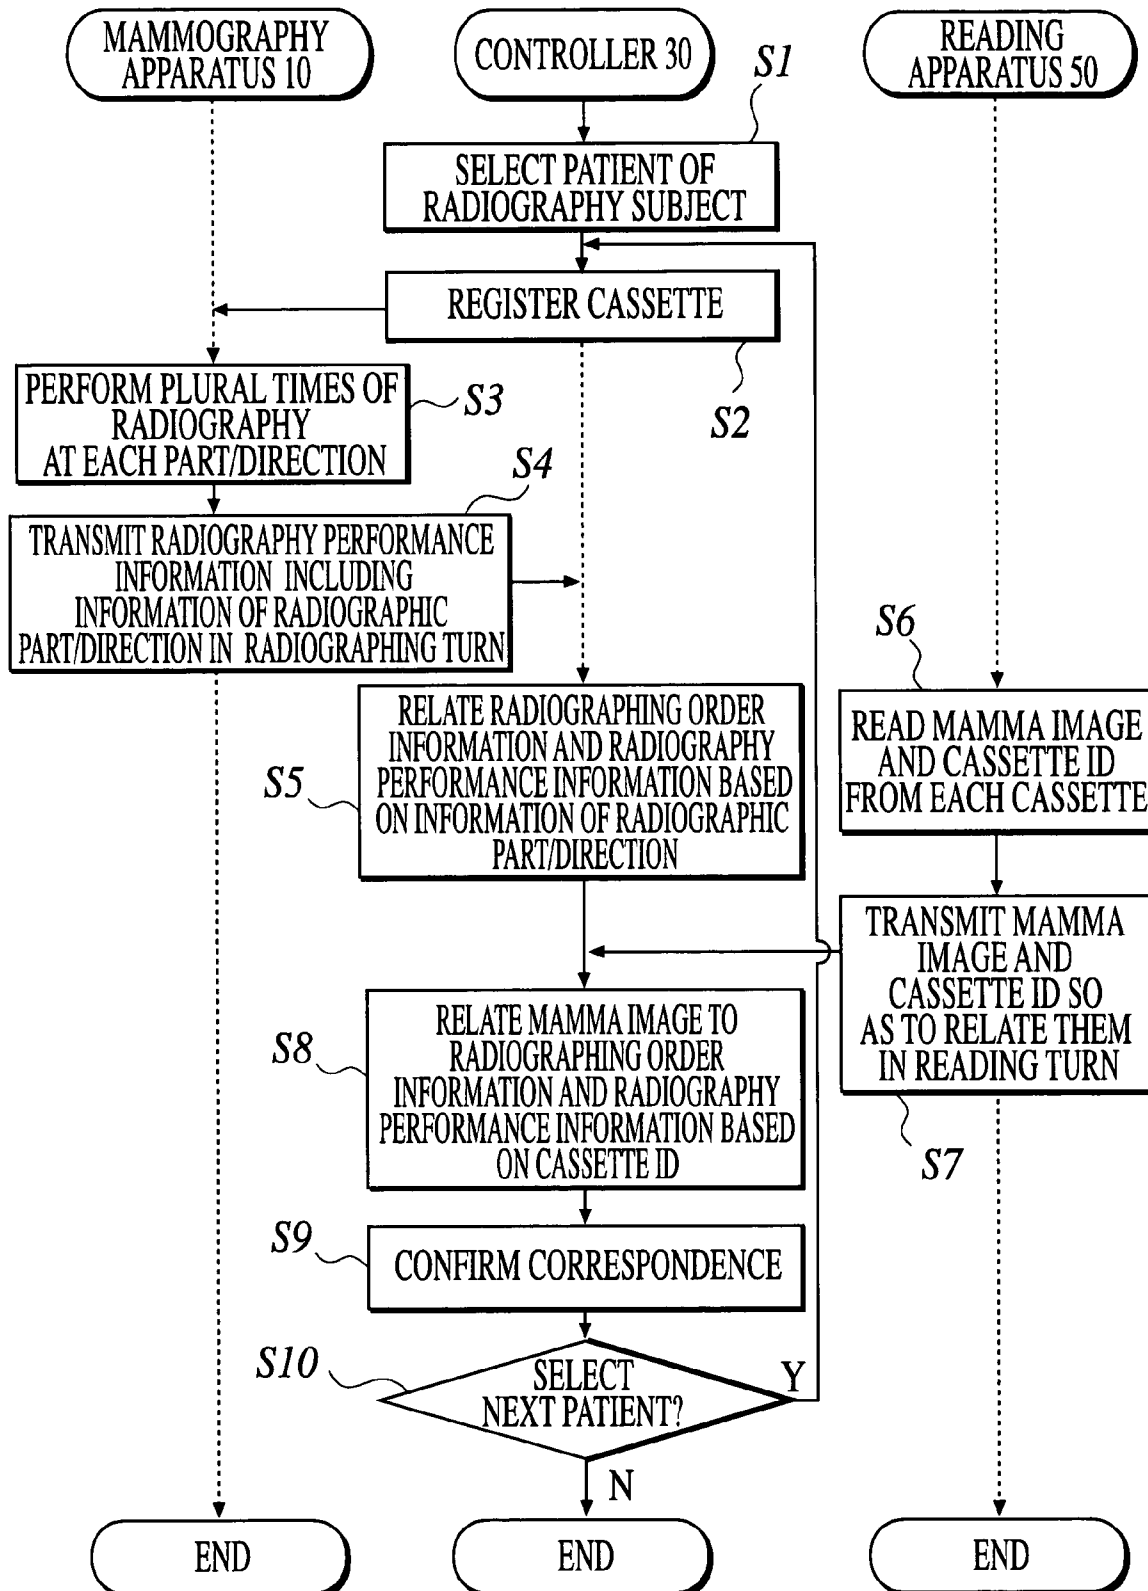 MAMMOGRAPHY
APPARATUS 10
CONTROLLER 30
READING
APPARATUS 50
S1
SELECT PATIENT OF
RADIOGRAPHY SUBJECT
REGISTER CASSETTE
S2
PERFORM PLURAL TIMES OF
RADIOGRAPHY
AT EACH PART/DIRECTION
S3
S4
TRANSMIT RADIOGRAPHY PERFORMANCE
INFORMATION INCLUDING
INFORMATION OF RADIOGRAPHIC
PART/DIRECTION IN RADIOGRAPHING TURN
S5
RELATE RADIOGRAPHING ORDER
INFORMATION AND RADIOGRAPHY
PERFORMANCE INFORMATION BASED
ON INFORMATION OF RADIOGRAPHIC
PART/DIRECTION
S6
READ MAMMA IMAGE
AND CASSETTE ID
FROM EACH CASSETTE
TRANSMIT MAMMA
IMAGE AND
CASSETTE ID SO
AS TO RELATE THEM
IN READING TURN
S7
S8
RELATE MAMMA IMAGE TO
RADIOGRAPHING ORDER
INFORMATION AND RADIOGRAPHY
PERFORMANCE INFORMATION BASED
ON CASSETTE ID
S9
CONFIRM CORRESPONDENCE
S10
SELECT
NEXT PATIENT?
Y
N
END
END
END